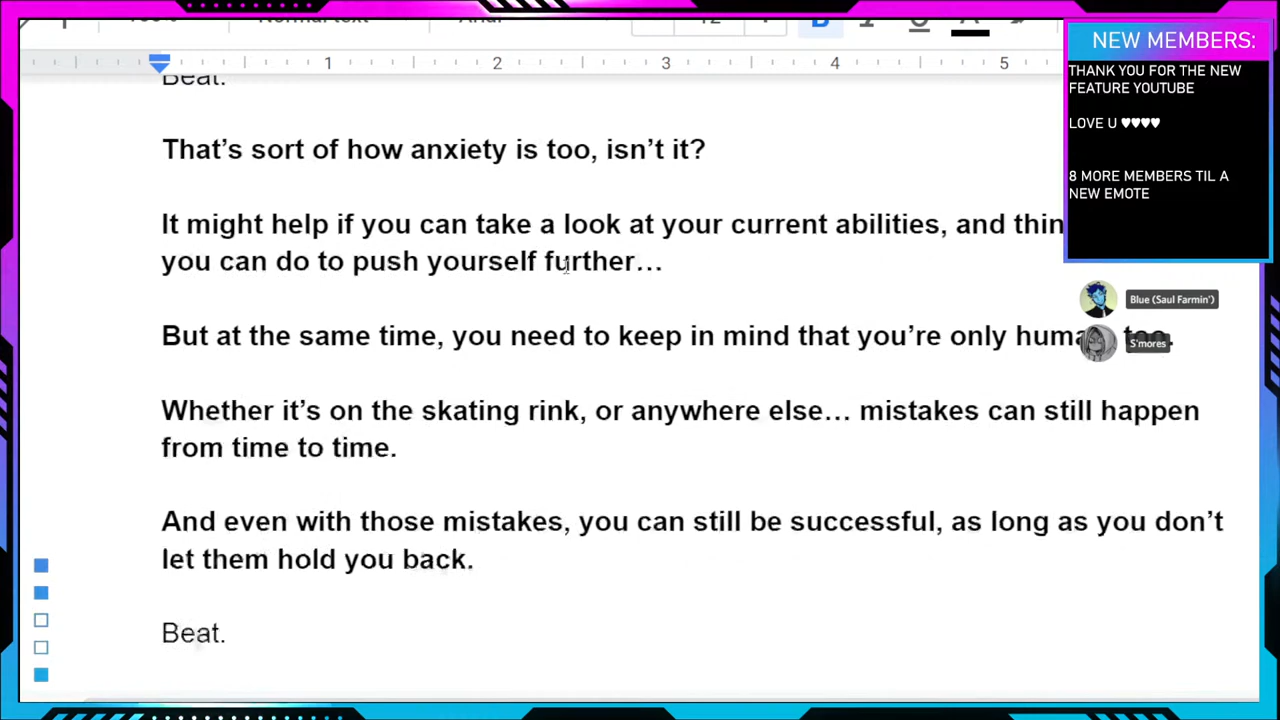 Normal text
Arial
12
B I U A
1 2 3 4 5
NEW MEMBERS:
THANK YOU FOR THE NEW
FEATURE YOUTUBE
LOVE U ♥♥♥♥
8 MORE MEMBERS TIL A
NEW EMOTE
Beat.
That’s sort of how anxiety is too, isn’t it?
It might help if you can take a look at your current abilities, and
you can do to push yourself further…
Blue (Saul Farmin’)
But at the same time, you need to keep in mind that you’re only
S'mores
Whether it’s on the skating rink, or anywhere else… mistakes can still happen
from time to time.
And even with those mistakes, you can still be successful, as long as you don’t
let them hold you back.
Beat.